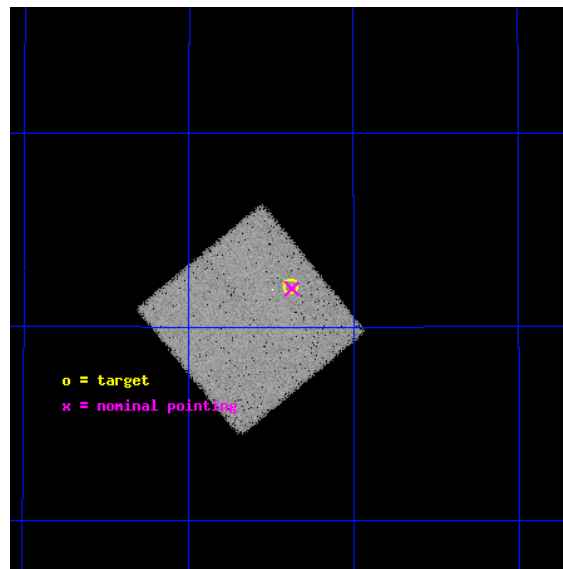 o = target
x = nominal pointing